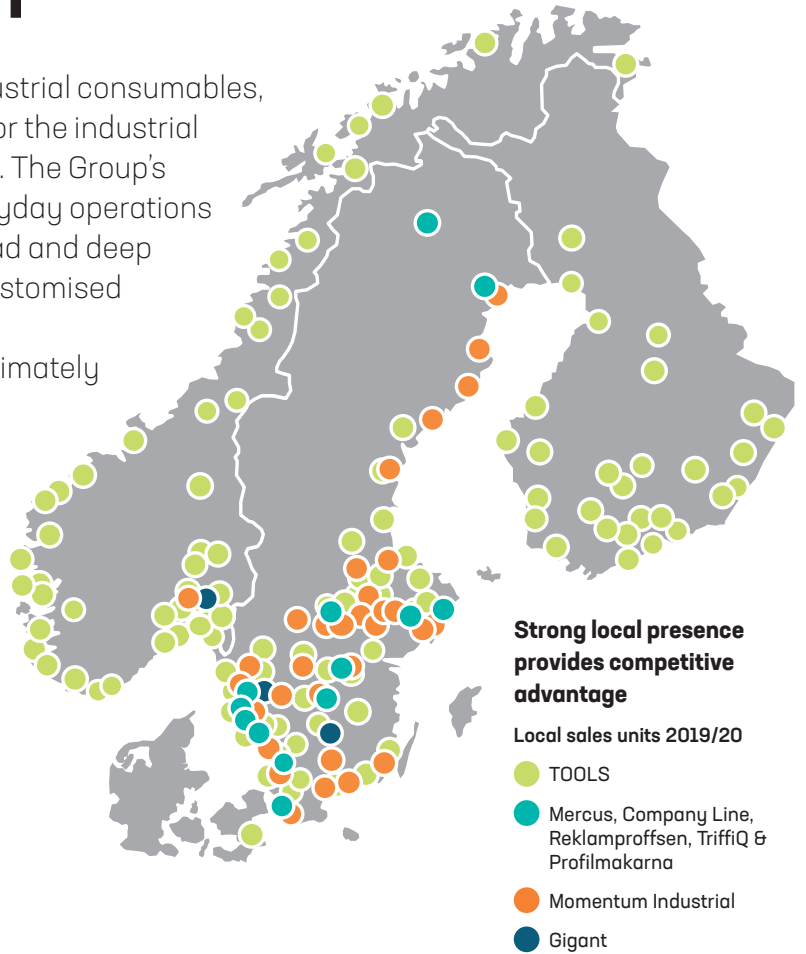 ustrial consumables,
or the industrial
. The Group's
yday operations
ad and deep
stomised
imately
Strong local presence
provides competitive
advantage
Local sales units 2019/20
TOOLS
Mercus, Company Line,
Reklamproffsen, TriffiQ &
Profilmakarna
Momentum Industrial
Gigant